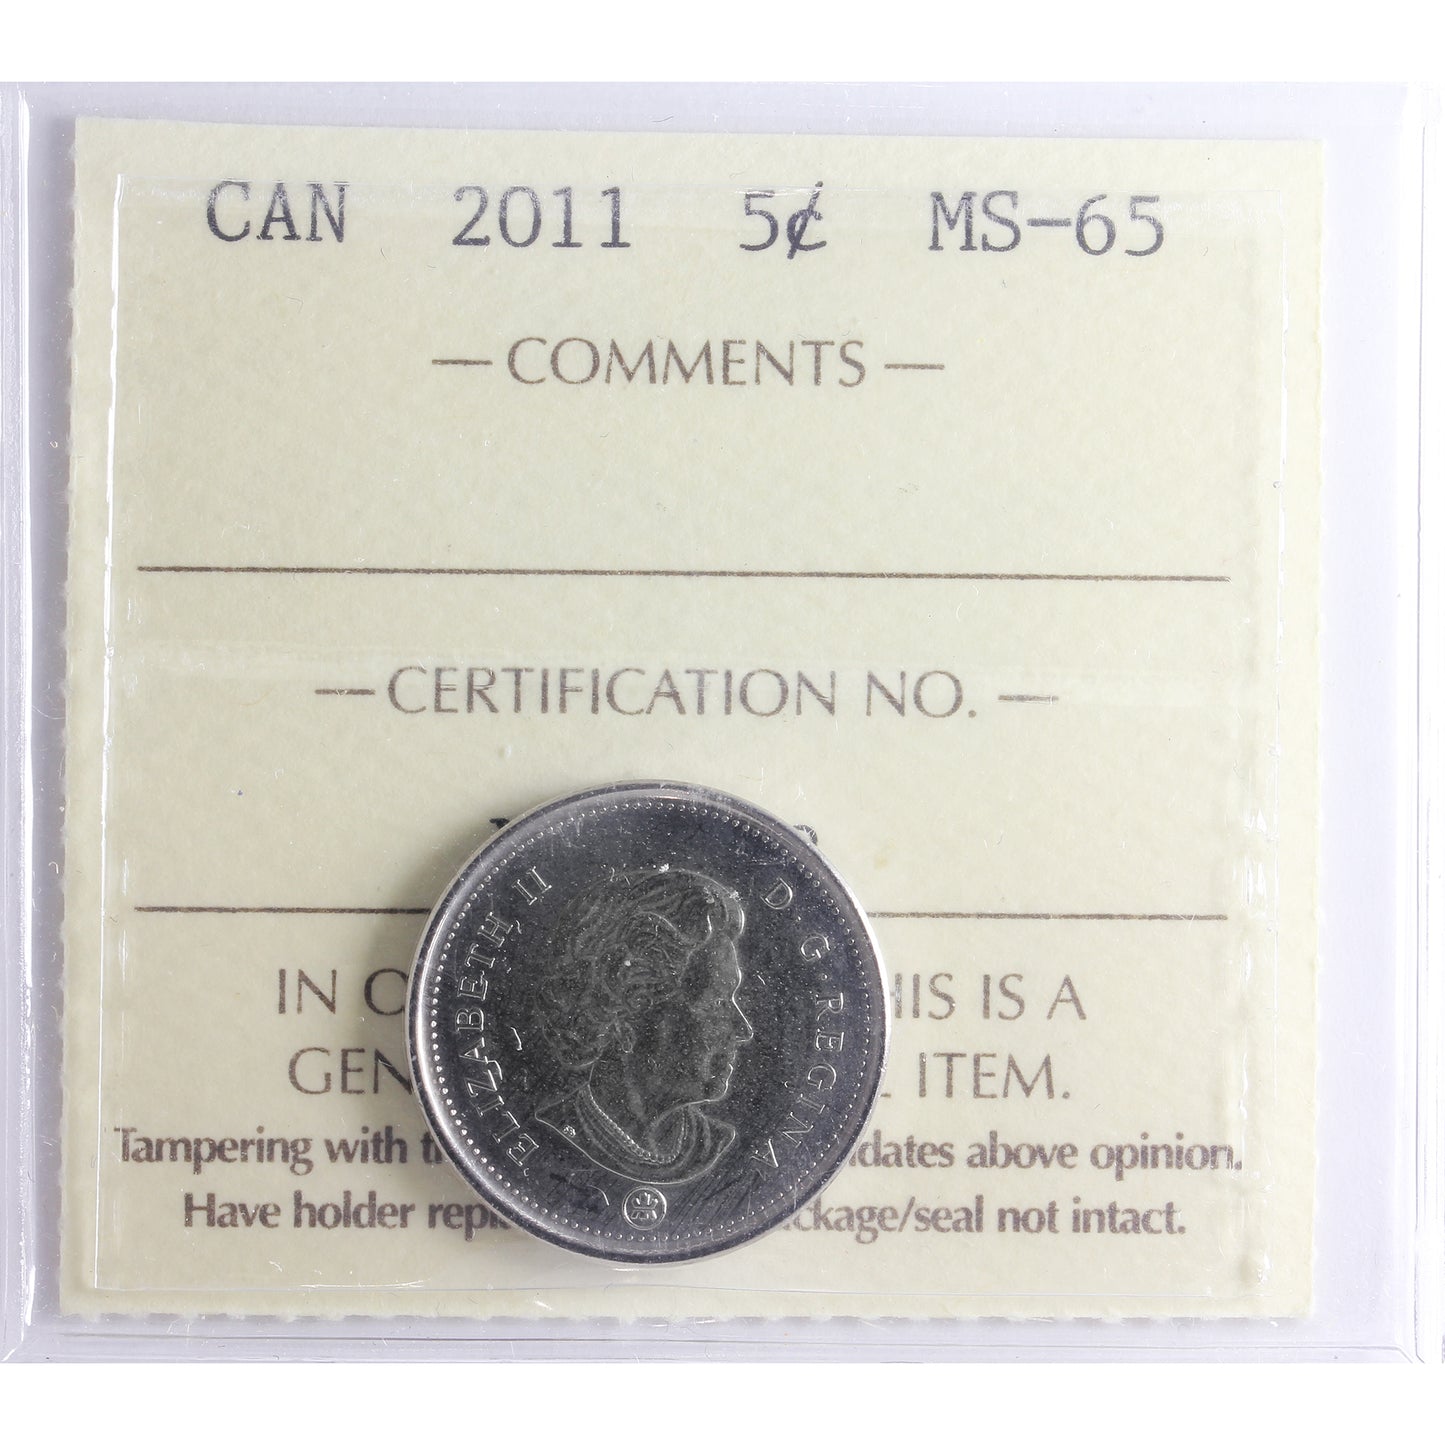 CAN 2011 5¢ MS-65
— COMMENTS —
— CERTIFICATION NO. —
IN HIS IS A
GEN ITEM.
Tampering with dates above opinion.
Have holder ckage/seal not intact.
ELIZABETH II D·G·REGINA